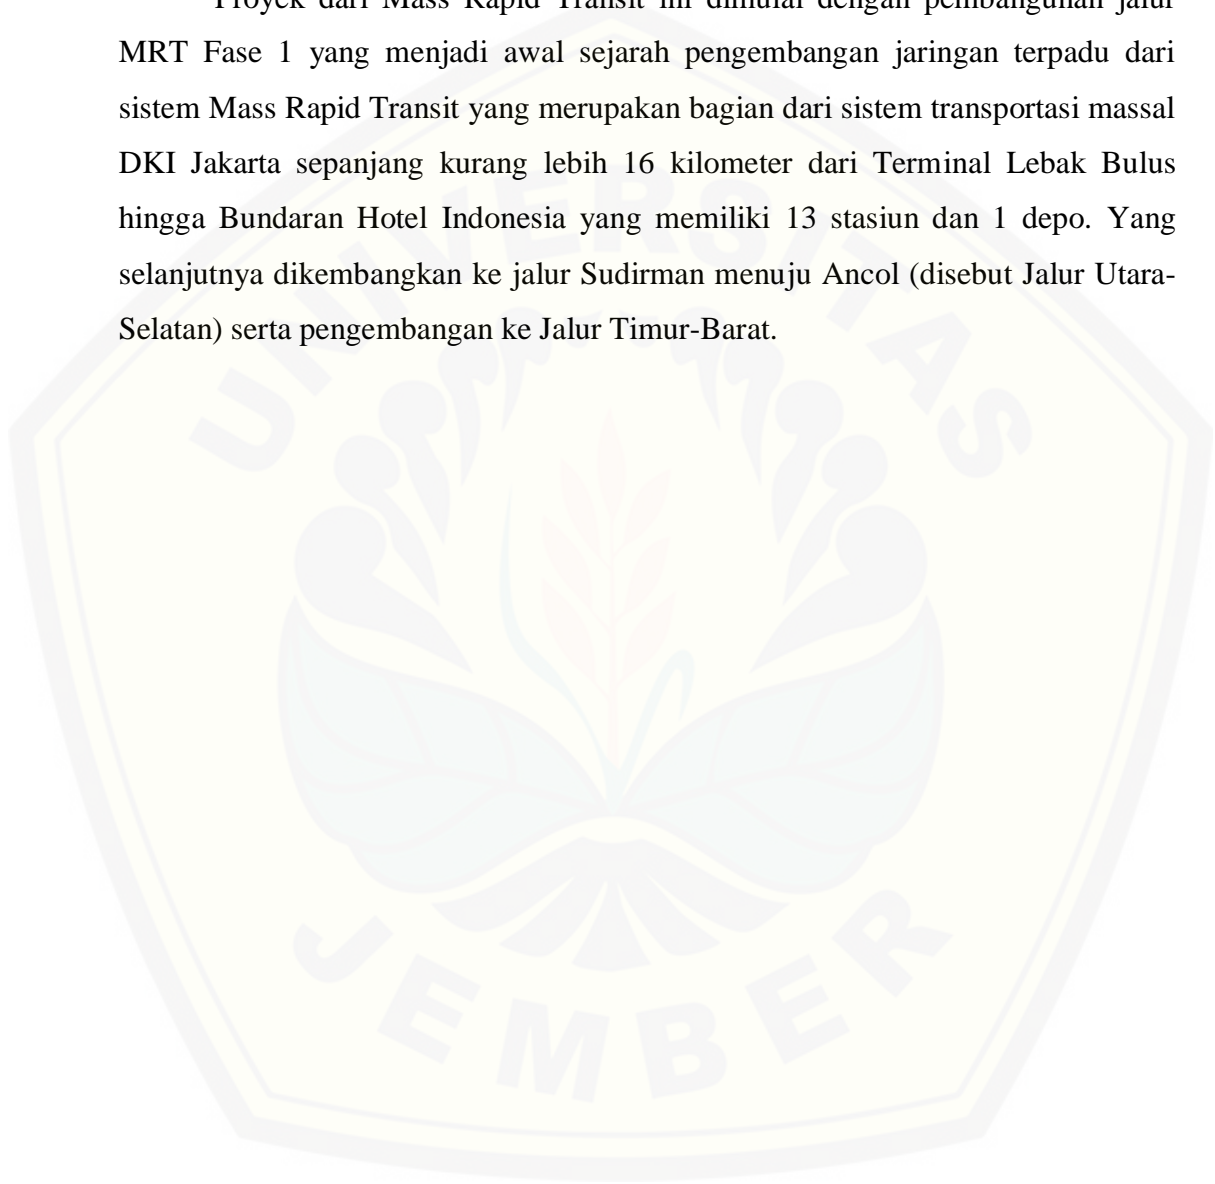 Proyek dari Mass Rapid Transit ini dimulai dengan pembangunan jalur
MRT Fase 1 yang menjadi awal sejarah pengembangan jaringan terpadu dari
sistem Mass Rapid Transit yang merupakan bagian dari sistem transportasi massal
DKI Jakarta sepanjang kurang lebih 16 kilometer dari Terminal Lebak Bulus
hingga Bundaran Hotel Indonesia yang memiliki 13 stasiun dan 1 depo. Yang
selanjutnya dikembangkan ke jalur Sudirman menuju Ancol (disebut Jalur Utara-
Selatan) serta pengembangan ke Jalur Timur-Barat.
UNIVERSITAS
JEMBER